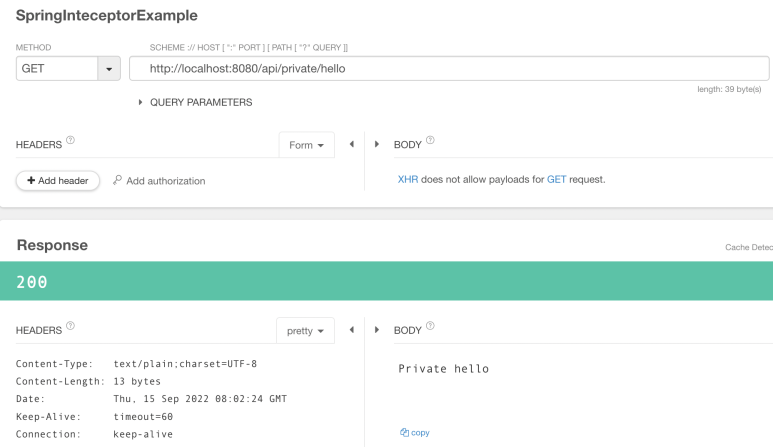 SpringInteceptorExample
METHOD
SCHEME :// HOST [ ":" PORT ] [ PATH [ "?" QUERY ]]
GET
http://localhost:8080/api/private/hello
length: 39 byte(s)
QUERY PARAMETERS
HEADERS ?
Form
BODY ?
+ Add header
Add authorization
XHR does not allow payloads for GET request.
Response
Cache Detec
200
HEADERS ?
pretty
BODY ?
Content-Type: text/plain;charset=UTF-8
Content-Length: 13 bytes
Date: Thu, 15 Sep 2022 08:02:24 GMT
Keep-Alive: timeout=60
Connection: keep-alive
Private hello
copy